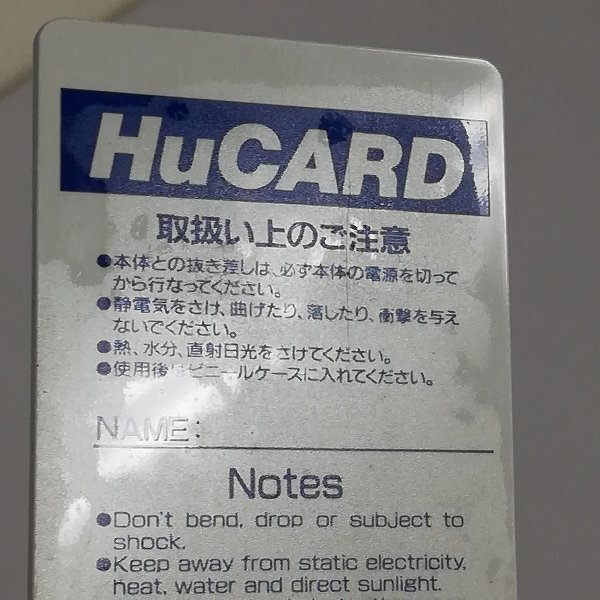 HuCARD
取扱い上のご注意
●本体との抜き差しは、必ず本体の電源を切って
から行なってください。
●静電気をさけ、曲げたり、落したり、衝撃を与え
ないでください。
●熱、水分、直射日光をさけてください。
●使用後はビニールケースに入れてください。
NAME:
Notes
●Don't bend, drop or subject to
shock.
●Keep away from static electricity,
heat, water and direct sunlight.